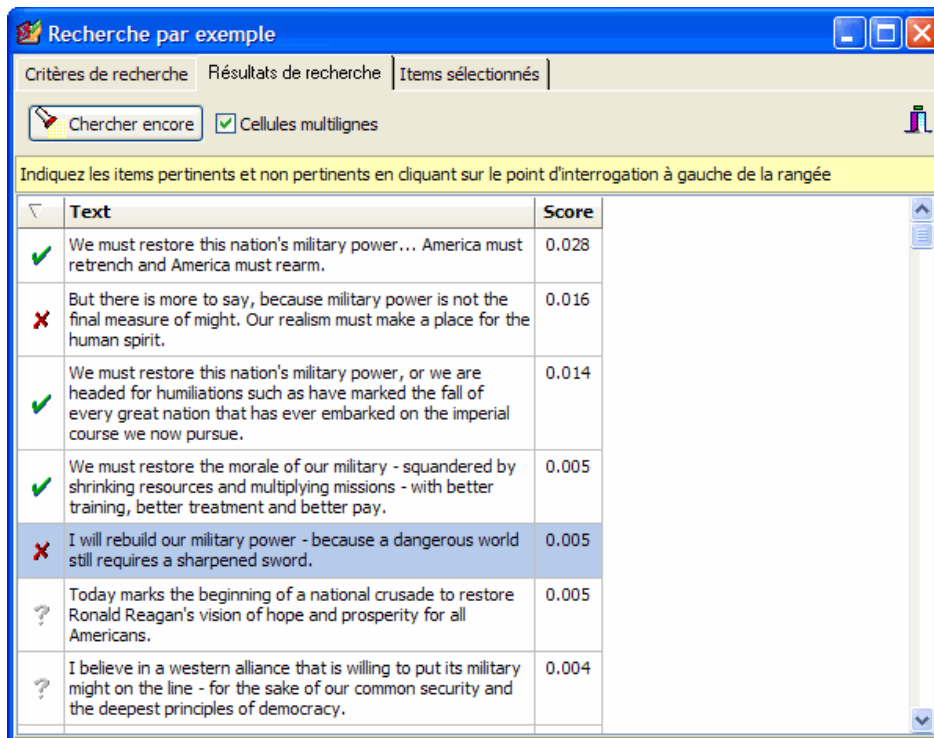 Recherche par exemple
Critères de recherche Résultats de recherche Items sélectionnés
Chercher encore Cellules multilignes
Indiquez les items pertinents et non pertinents en cliquant sur le point d'interrogation à gauche de la rangée
Text Score
We must restore this nation's military power... America must 0.028
retrench and America must rearm.
But there is more to say, because military power is not the 0.016
final measure of might. Our realism must make a place for the
human spirit.
We must restore this nation's military power, or we are 0.014
headed for humiliations such as have marked the fall of
every great nation that has ever embarked on the imperial
course we now pursue.
We must restore the morale of our military - squandered by 0.005
shrinking resources and multiplying missions - with better
training, better treatment and better pay.
I will rebuild our military power - because a dangerous world 0.005
still requires a sharpened sword.
Today marks the beginning of a national crusade to restore 0.005
Ronald Reagan's vision of hope and prosperity for all
Americans.
I believe in a western alliance that is willing to put its military 0.004
might on the line - for the sake of our common security and
the deepest principles of democracy.